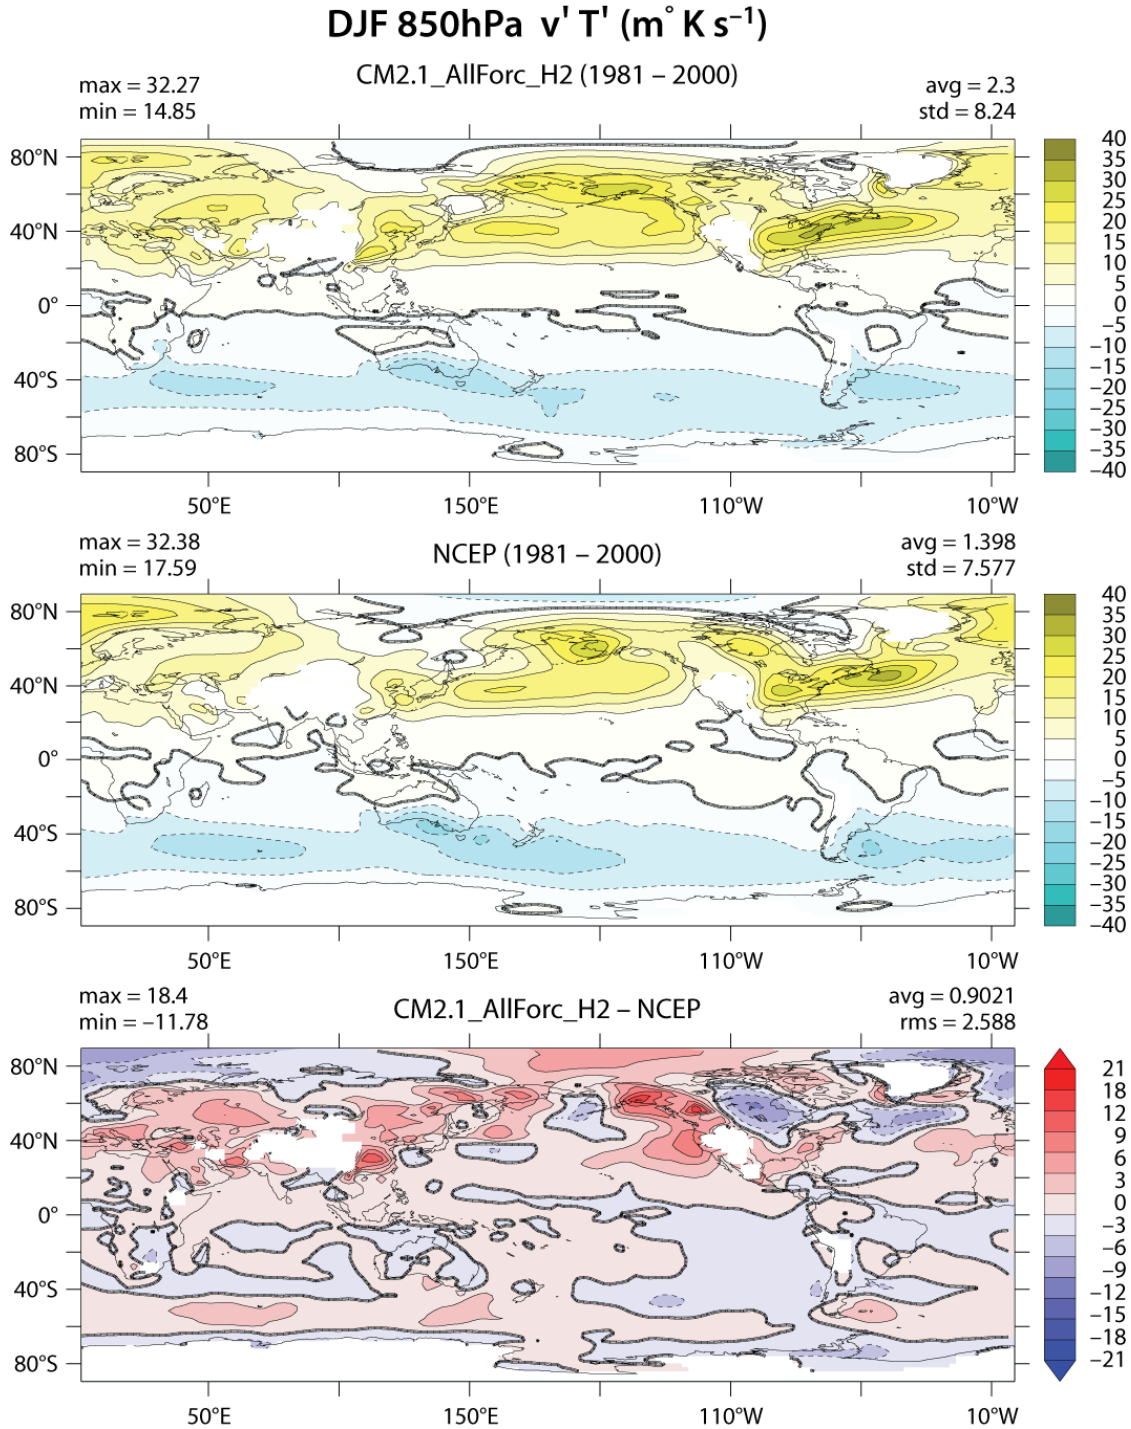 DJF 850hPa v' T' (m° K s⁻¹)
CM2.1_AllForc_H2 (1981 – 2000)
max = 32.27
min = 14.85
avg = 2.3
std = 8.24
80°N
40°N
0°
40°S
80°S
50°E
150°E
110°W
10°W
40
35
30
25
20
15
10
5
0
–5
–10
–15
–20
–25
–30
–35
–40
NCEP (1981 – 2000)
max = 32.38
min = 17.59
avg = 1.398
std = 7.577
80°N
40°N
0°
40°S
80°S
50°E
150°E
110°W
10°W
40
35
30
25
20
15
10
5
0
–5
–10
–15
–20
–25
–30
–35
–40
CM2.1_AllForc_H2 – NCEP
max = 18.4
min = –11.78
avg = 0.9021
rms = 2.588
80°N
40°N
0°
40°S
80°S
50°E
150°E
110°W
10°W
21
18
12
9
6
3
0
–3
–6
–9
–12
–15
–18
–21